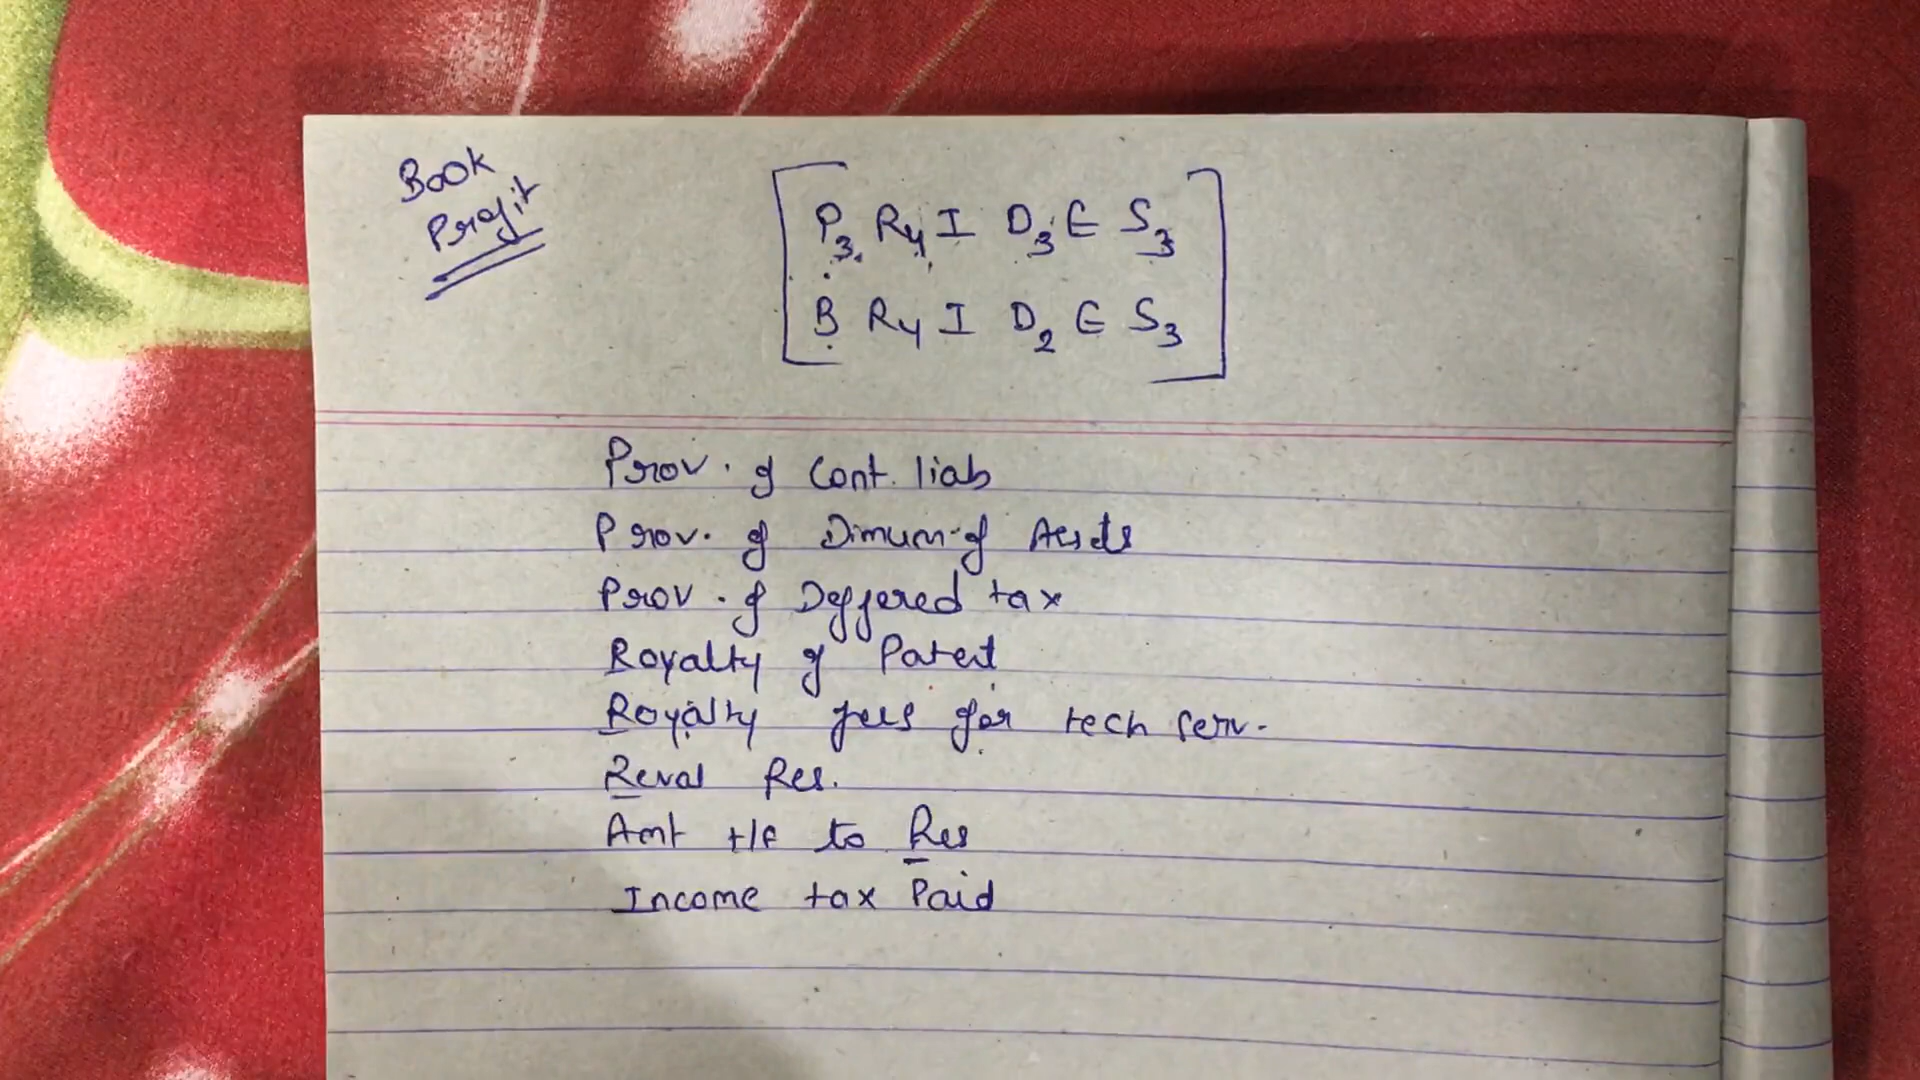 Book
Profit
P3 R4 I D3 E S3
B R4 I D2 E S3
Prov. of Cont. liab
Prov. of Dimun. of Assets
Prov. of Deffered tax
Royalty of Patent
Royalty fees for tech serv.
Reval Res.
Amt t/f to Res
Income tax Paid